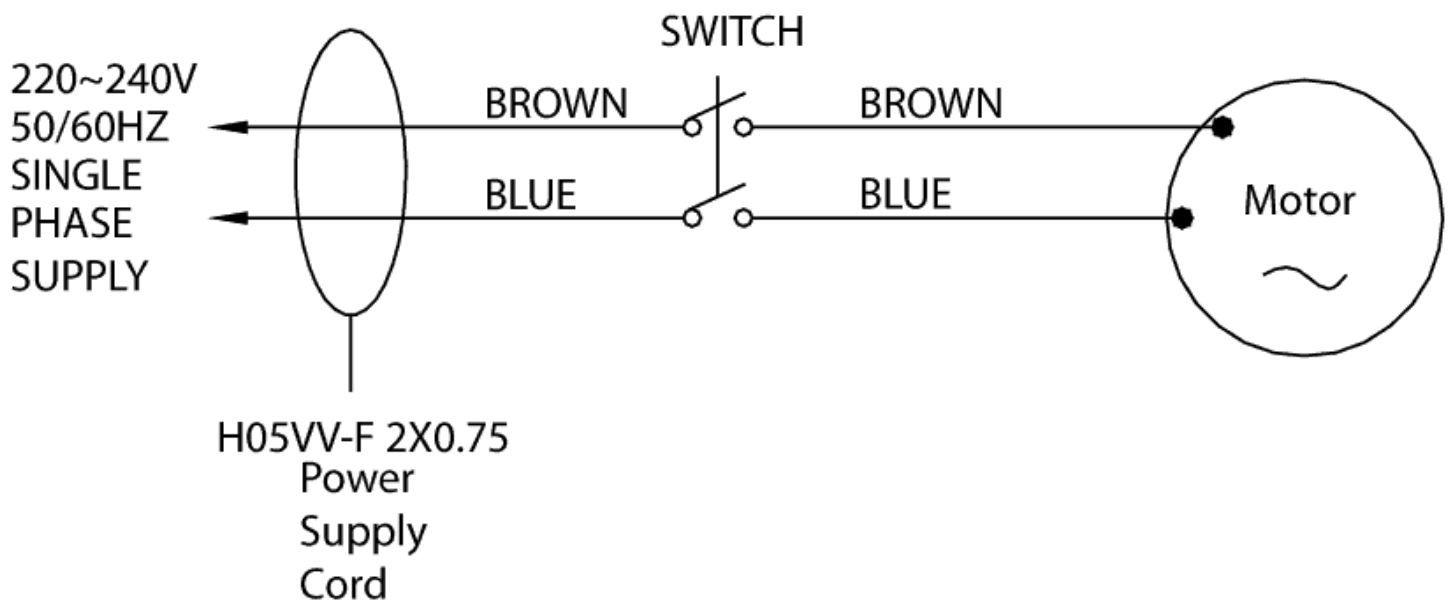 SWITCH
220~240V
50/60HZ
SINGLE
PHASE
SUPPLY
BROWN
BROWN
BLUE
BLUE
Motor
H05VV-F 2X0.75
Power
Supply
Cord